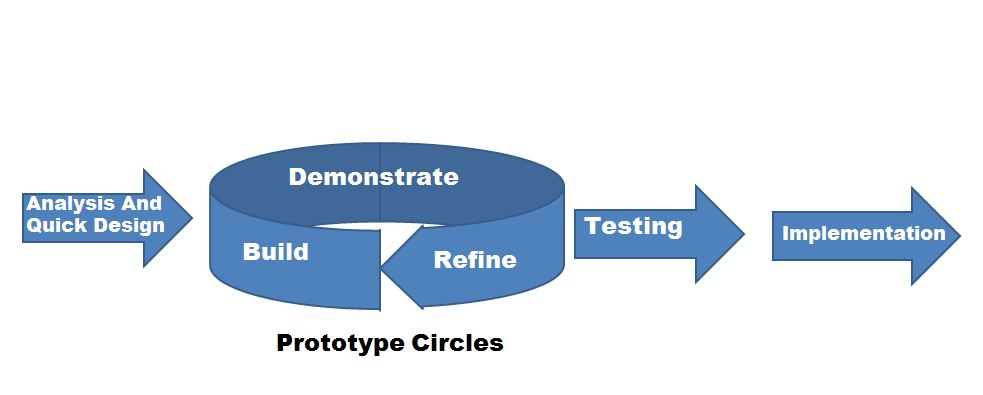 Analysis And
Quick Design
Demonstrate
Build
Refine
Testing
Implementation
Prototype Circles